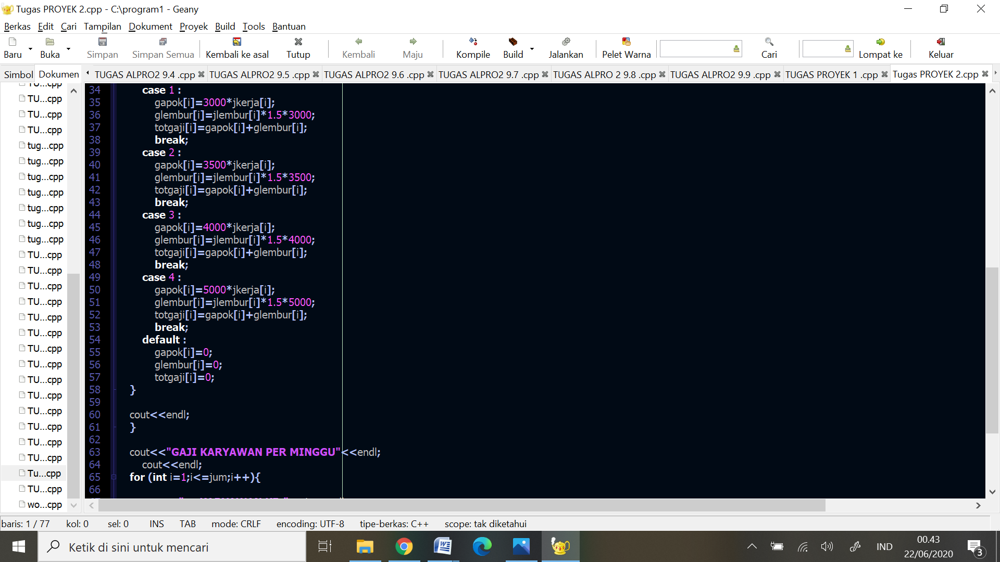 Tugas PROYEK 2.cpp - C:\program1 - Geany
Berkas Edit Cari Tampilan Dokument Proyek Build Tools Bantuan
Baru Buka Simpan Simpan Semua Kembali ke asal Tutup Kembali Maju Kompile Build Jalankan Pelet Warna Cari Lompat ke Keluar
Simbol Dokumen TUGAS ALPRO2 9.4 .cpp TUGAS ALPRO2 9.5 .cpp TUGAS ALPRO2 9.6 .cpp TUGAS ALPRO2 9.7 .cpp TUGAS ALPRO 2 9.8 .cpp TUGAS ALPRO2 9.9 .cpp TUGAS PROYEK 1 .cpp Tugas PROYEK 2.cpp
TU...cpp
TU...cpp
TU...cpp
TU...cpp
tug...cpp
tug...cpp
tug...cpp
tug...cpp
tug...cpp
tug...cpp
tug...cpp
TU...cpp
TU...cpp
TU...cpp
TU...cpp
TU...cpp
TU...cpp
TU...cpp
TU...cpp
TU...cpp
TU...cpp
TU...cpp
TU...cpp
TU...cpp
TU...cpp
Tu...cpp
TU...cpp
wo...cpp
34 case 1 :
35 gapok[i]=3000*jkerja[i];
36 glembur[i]=jlembur[i]*1.5*3000;
37 totgaji[i]=gapok[i]+glembur[i];
38 break;
39 case 2 :
40 gapok[i]=3500*jkerja[i];
41 glembur[i]=jlembur[i]*1.5*3500;
42 totgaji[i]=gapok[i]+glembur[i];
43 break;
44 case 3 :
45 gapok[i]=4000*jkerja[i];
46 glembur[i]=jlembur[i]*1.5*4000;
47 totgaji[i]=gapok[i]+glembur[i];
48 break;
49 case 4 :
50 gapok[i]=5000*jkerja[i];
51 glembur[i]=jlembur[i]*1.5*5000;
52 totgaji[i]=gapok[i]+glembur[i];
53 break;
54 default :
55 gapok[i]=0;
56 glembur[i]=0;
57 totgaji[i]=0;
58 }
59
60 cout<<endl;
61 }
62
63 cout<<"GAJI KARYAWAN PER MINGGU"<<endl;
64 cout<<endl;
65 for (int i=1;i<=jum;i++){
66
baris: 1 / 77 kol: 0 sel: 0 INS TAB mode: CRLF encoding: UTF-8 tipe-berkas: C++ scope: tak diketahui
Ketik di sini untuk mencari
IND
00.43
22/06/2020
3